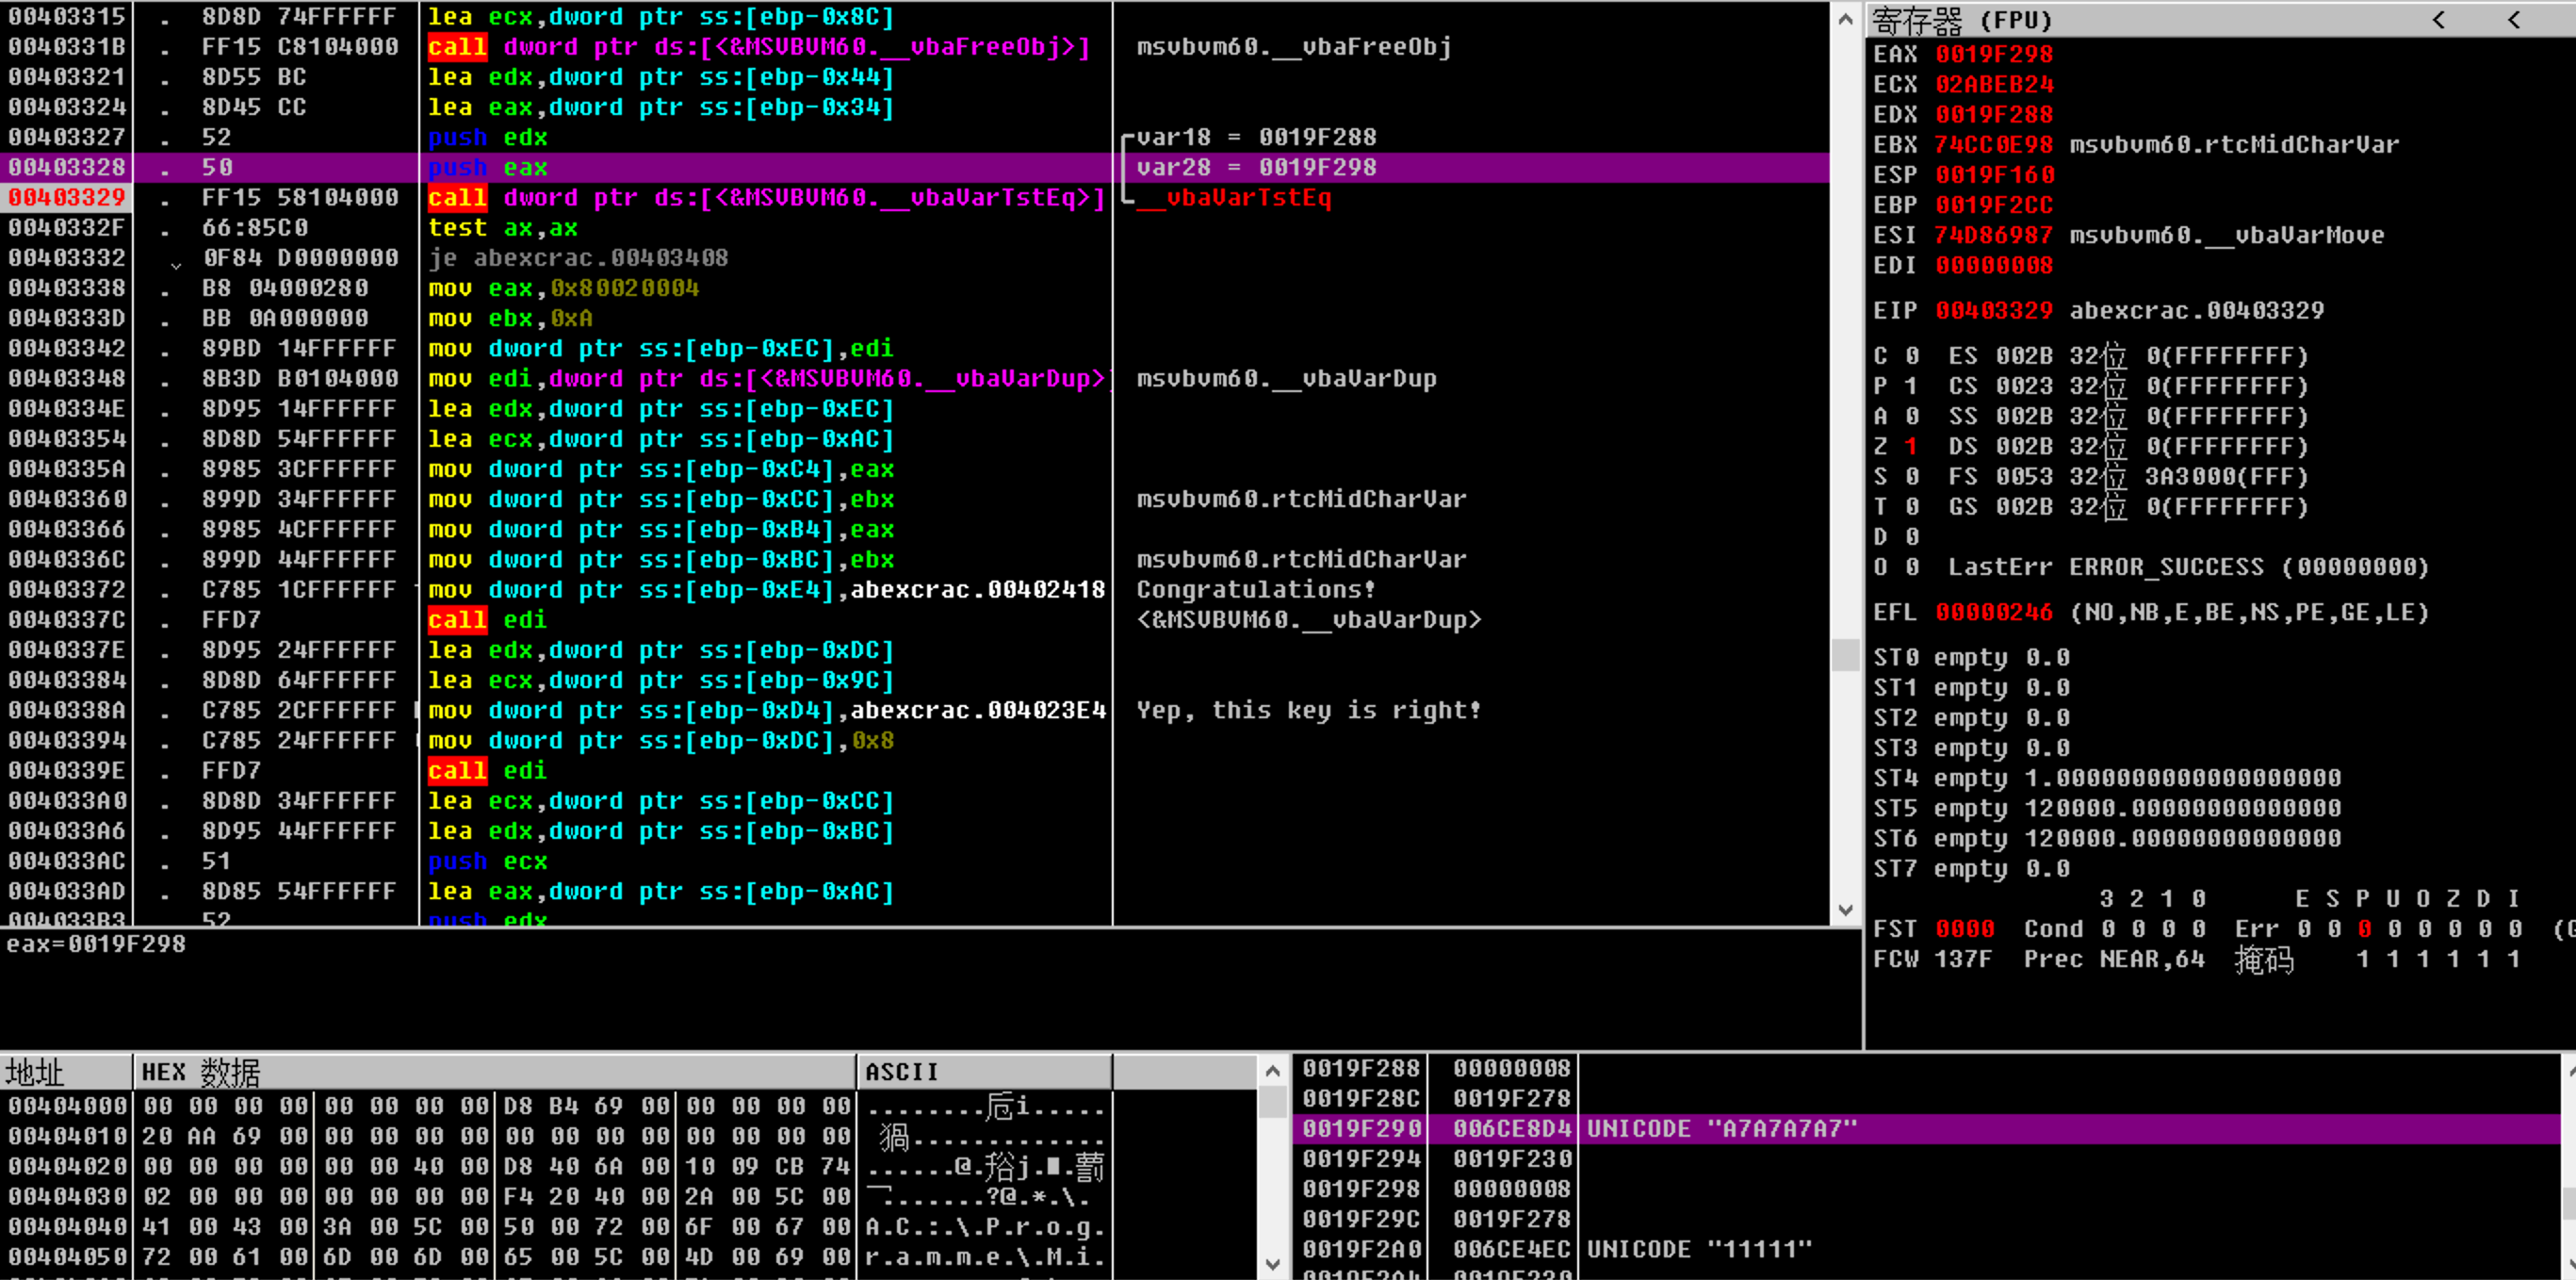 00403315 . 8D8D 74FFFFFF lea ecx,dword ptr ss:[ebp-0x8C]
0040331B . FF15 C8104000 call dword ptr ds:[<&MSVBVM60.__vbaFreeObj>] msvbvm60.__vbaFreeObj
00403321 . 8D55 BC lea edx,dword ptr ss:[ebp-0x44]
00403324 . 8D45 CC lea eax,dword ptr ss:[ebp-0x34]
00403327 . 52 push edx var18 = 0019F288
00403328 . 50 push eax var28 = 0019F298
00403329 . FF15 58104000 call dword ptr ds:[<&MSVBVM60.__vbaVarTstEq>] __vbaVarTstEq
0040332F . 66:85C0 test ax,ax
00403332 . 0F84 D0000000 je abexcrac.00403408
00403338 . B8 04000280 mov eax,0x80020004
0040333D . BB 0A000000 mov ebx,0xA
00403342 . 89BD 14FFFFFF mov dword ptr ss:[ebp-0xEC],edi
00403348 . 8B3D B0104000 mov edi,dword ptr ds:[<&MSVBVM60.__vbaVarDup>] msvbvm60.__vbaVarDup
0040334E . 8D95 14FFFFFF lea edx,dword ptr ss:[ebp-0xEC]
00403354 . 8D8D 54FFFFFF lea ecx,dword ptr ss:[ebp-0xAC]
0040335A . 8985 3CFFFFFF mov dword ptr ss:[ebp-0xC4],eax
00403360 . 899D 34FFFFFF mov dword ptr ss:[ebp-0xCC],ebx msvbvm60.rtcMidCharVar
00403366 . 8985 4CFFFFFF mov dword ptr ss:[ebp-0xB4],eax
0040336C . 899D 44FFFFFF mov dword ptr ss:[ebp-0xBC],ebx msvbvm60.rtcMidCharVar
00403372 . C785 1CFFFFFF mov dword ptr ss:[ebp-0xE4],abexcrac.00402418 Congratulations!
0040337C . FFD7 call edi <&MSVBVM60.__vbaVarDup>
0040337E . 8D95 24FFFFFF lea edx,dword ptr ss:[ebp-0xDC]
00403384 . 8D8D 64FFFFFF lea ecx,dword ptr ss:[ebp-0x9C]
0040338A . C785 2CFFFFFF mov dword ptr ss:[ebp-0xD4],abexcrac.004023E4 Yep, this key is right!
00403394 . C785 24FFFFFF mov dword ptr ss:[ebp-0xDC],0x8
0040339E . FFD7 call edi
004033A0 . 8D8D 34FFFFFF lea ecx,dword ptr ss:[ebp-0xCC]
004033A6 . 8D95 44FFFFFF lea edx,dword ptr ss:[ebp-0xBC]
004033AC . 51 push ecx
004033AD . 8D85 54FFFFFF lea eax,dword ptr ss:[ebp-0xAC]
004033B3 . 52 push edx
eax=0019F298
寄存器 (FPU) < <
EAX 0019F298
ECX 02ABEB24
EDX 0019F288
EBX 74CC0E98 msvbvm60.rtcMidCharVar
ESP 0019F160
EBP 0019F2CC
ESI 74D86987 msvbvm60.__vbaVarMove
EDI 00000008
EIP 00403329 abexcrac.00403329
C 0 ES 002B 32位 0(FFFFFFFF)
P 1 CS 0023 32位 0(FFFFFFFF)
A 0 SS 002B 32位 0(FFFFFFFF)
Z 1 DS 002B 32位 0(FFFFFFFF)
S 0 FS 0053 32位 3A3000(FFF)
T 0 GS 002B 32位 0(FFFFFFFF)
D 0
O 0 LastErr ERROR_SUCCESS (00000000)
EFL 00000246 (NO,NB,E,BE,NS,PE,GE,LE)
ST0 empty 0.0
ST1 empty 0.0
ST2 empty 0.0
ST3 empty 0.0
ST4 empty 1.0000000000000000000
ST5 empty 120000.00000000000000
ST6 empty 120000.00000000000000
ST7 empty 0.0
3 2 1 0 E S P U O Z D I
FST 0000 Cond 0 0 0 0 Err 0 0 0 0 0 0 0 0 (G
FCW 137F Prec NEAR,64 掩码 1 1 1 1 1 1
地址 HEX 数据 ASCII
00404000 00 00 00 00 00 00 00 00 D8 B4 69 00 00 00 00 00 ........卮i.....
00404010 20 AA 69 00 00 00 00 00 00 00 00 00 00 00 00 00 猧.............
00404020 00 00 00 00 00 00 40 00 D8 40 6A 00 10 09 CB 74 ......@.豞j.
00404030 02 00 00 00 00 00 00 00 F4 20 40 00 2A 00 5C 00 .......?@.*.\.
00404040 41 00 43 00 3A 00 5C 00 50 00 72 00 6F 00 67 00 A.C.:.\.P.r.o.g.
00404050 72 00 61 00 6D 00 6D 00 65 00 5C 00 4D 00 69 00 r.a.m.m.e.\.M.i.
0019F288 00000008
0019F28C 0019F278
0019F290 006CE8D4 UNICODE "A7A7A7A7"
0019F294 0019F230
0019F298 00000008
0019F29C 0019F278
0019F2A0 006CE4EC UNICODE "11111"
0019F2A4 0019F230